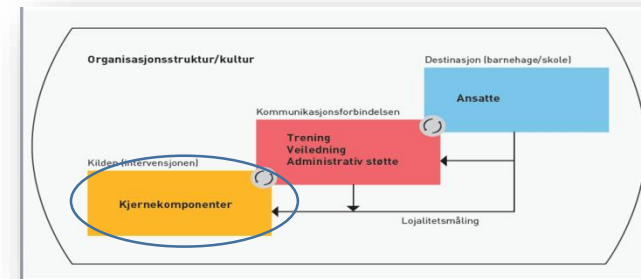 Organisasjonsstruktur/kultur
Destinasjon (barnehage/skole)
Ansatte
Kommunikasjonsforbindelsen
Trening
Veiledning
Administrativ støtte
Kilden (intervensjonen)
Kjernekomponenter
Lojalitetsmåling